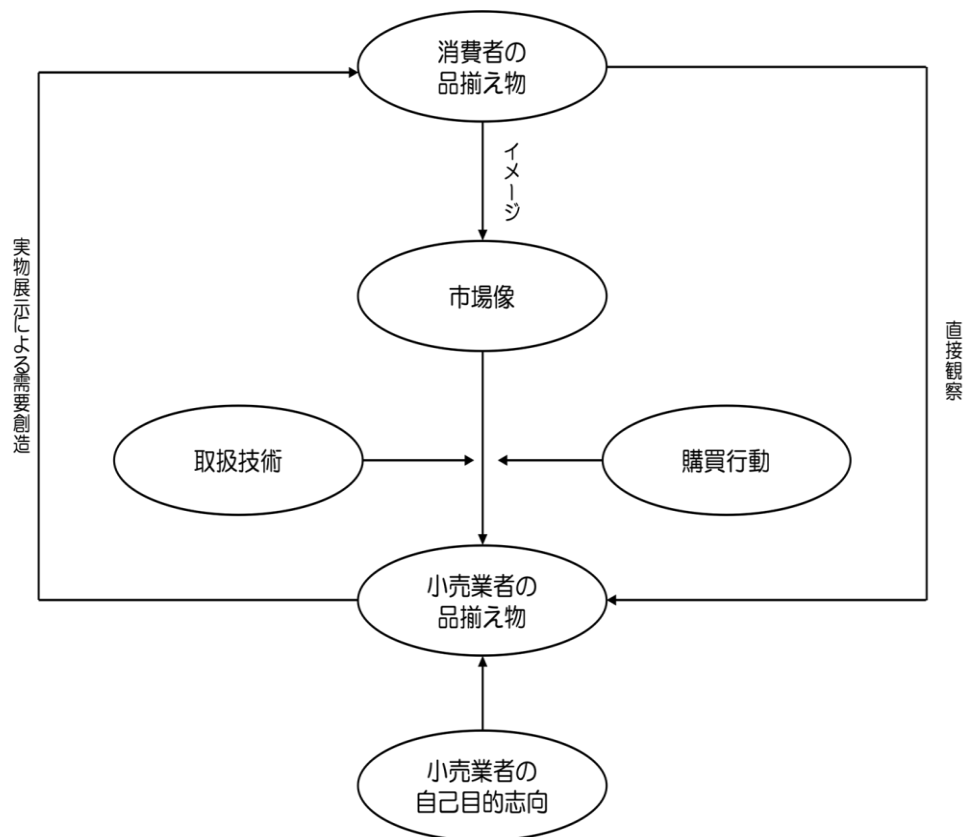 消費者の
品揃え物
イメージ
市場像
実物展示による需要創造
直接観察
取扱技術
購買行動
小売業者の
品揃え物
小売業者の
自己目的志向